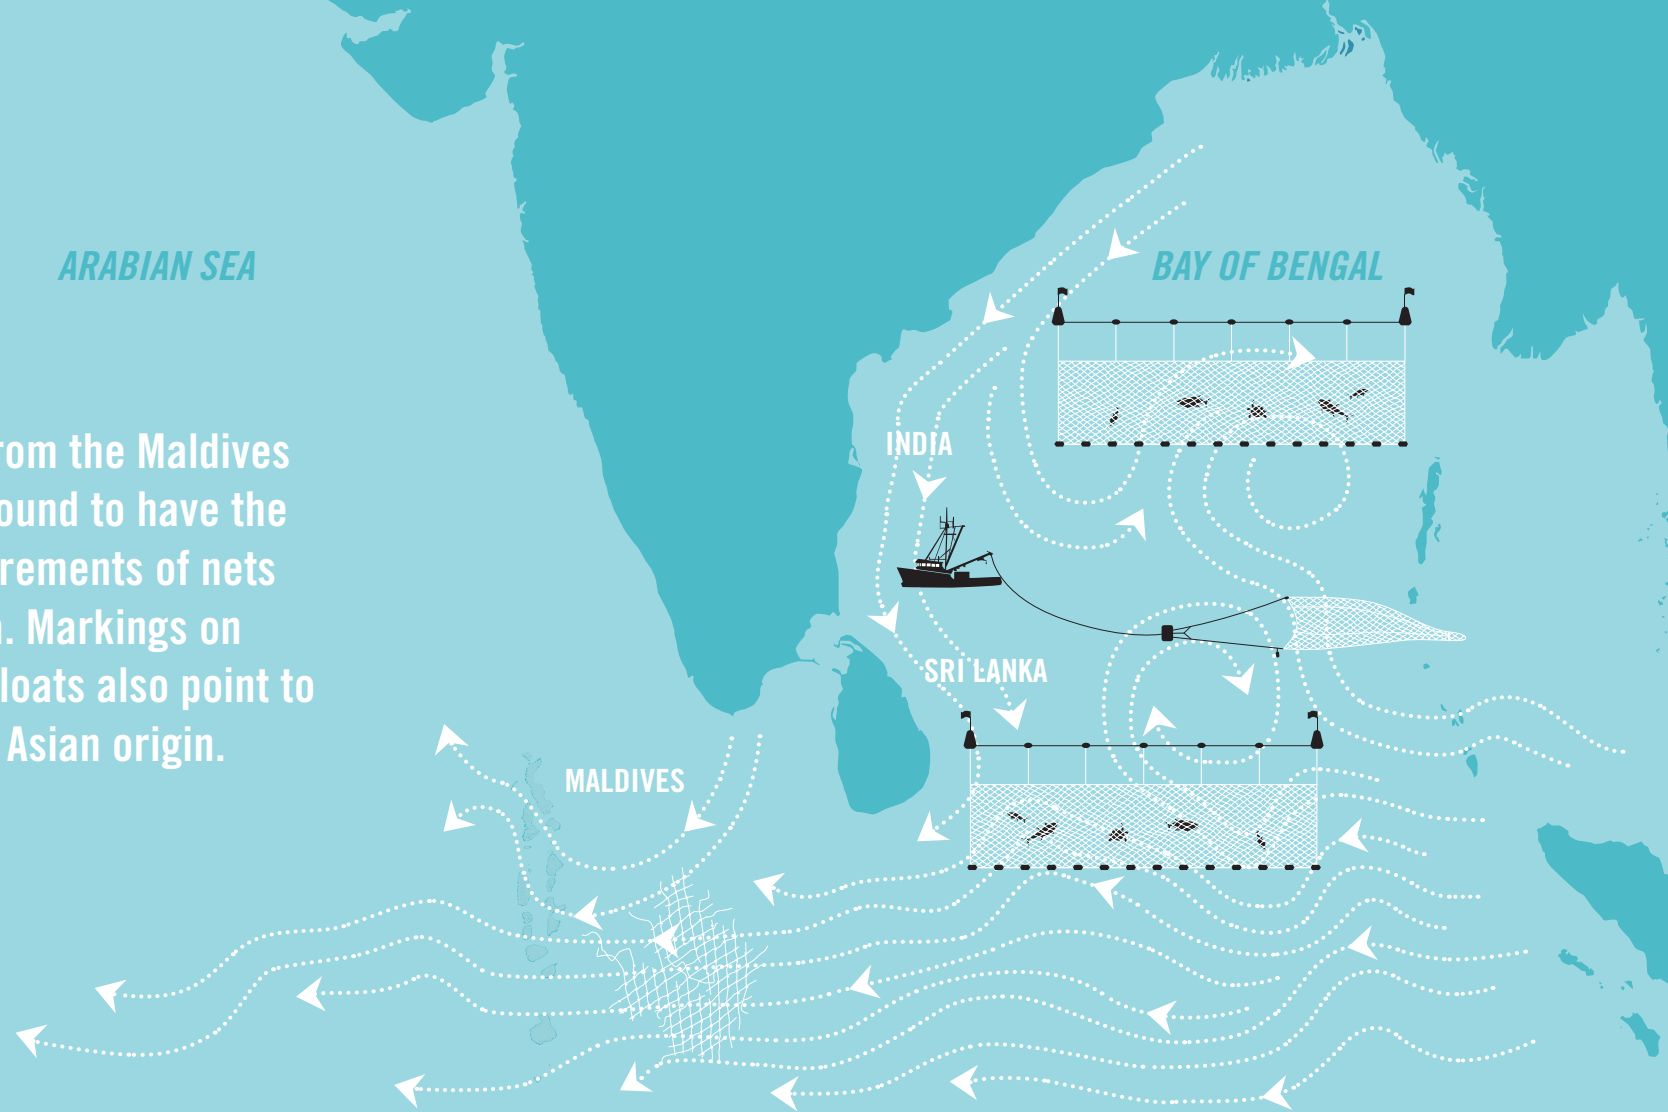 ARABIAN SEA
BAY OF BENGAL
rom the Maldives
ound to have the
rements of nets
. Markings on
loats also point to
Asian origin.
INDIA
SRI LANKA
MALDIVES